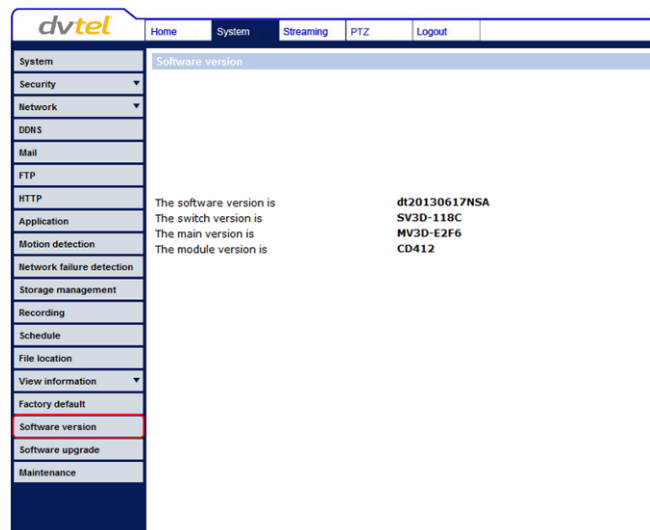 dvtel
Home System Streaming PTZ Logout
System
Software version
Security
Network
DDNS
Mail
FTP
HTTP
Application
Motion detection
Network failure detection
Storage management
Recording
Schedule
File location
View information
Factory default
Software version
Software upgrade
Maintenance
The software version is dt20130617NSA
The switch version is SV3D-118C
The main version is MV3D-E2F6
The module version is CD412